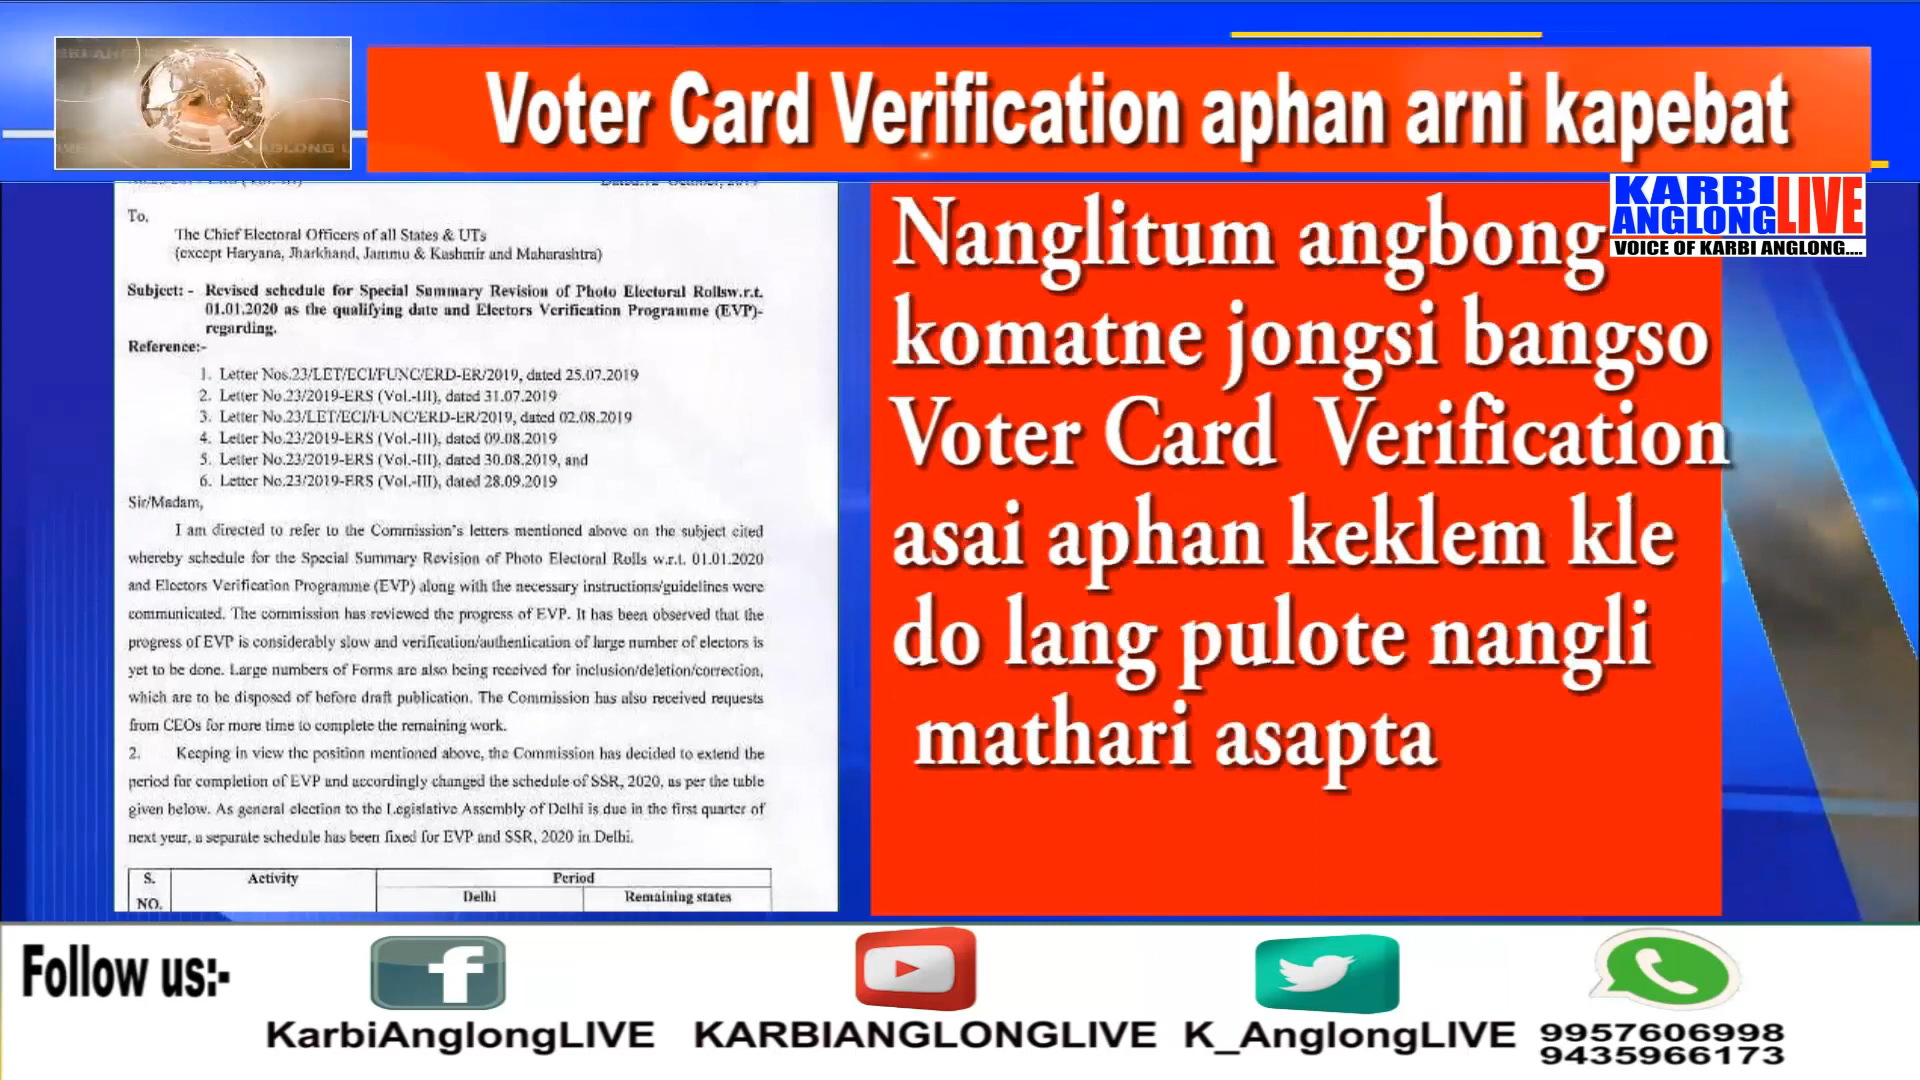 Voter Card Verification aphan arni kapebat
KARBI
ANGLONG
LIVE
VOICE OF KARBI ANGLONG....
To,
The Chief Electoral Officers of all States & UTs
(except Haryana, Jharkhand, Jammu & Kashmir and Maharashtra)
Subject: - Revised schedule for Special Summary Revision of Photo Electoral Rollsw.r.t.
01.01.2020 as the qualifying date and Electors Verification Programme (EVP)-
regarding.
Reference:-
1. Letter Nos.23/LET/ECI/FUNC/ERD-ER/2019, dated 25.07.2019
2. Letter No.23/2019-ERS (Vol.-III), dated 31.07.2019
3. Letter No.23/LET/ECI/FUNC/ERD-ER/2019, dated 02.08.2019
4. Letter No.23/2019-ERS (Vol.-III), dated 09.08.2019
5. Letter No.23/2019-ERS (Vol.-III), dated 30.08.2019, and
6. Letter No.23/2019-ERS (Vol.-III), dated 28.09.2019
Sir/Madam,
I am directed to refer to the Commission's letters mentioned above on the subject cited
whereby schedule for the Special Summary Revision of Photo Electoral Rolls w.r.t. 01.01.2020
and Electors Verification Programme (EVP) along with the necessary instructions/guidelines were
communicated. The commission has reviewed the progress of EVP. It has been observed that the
progress of EVP is considerably slow and verification/authentication of large number of electors is
yet to be done. Large numbers of Forms are also being received for inclusion/deletion/correction,
which are to be disposed of before draft publication. The Commission has also received requests
from CEOs for more time to complete the remaining work.
2. Keeping in view the position mentioned above, the Commission has decided to extend the
period for completion of EVP and accordingly changed the schedule of SSR, 2020, as per the table
given below. As general election to the Legislative Assembly of Delhi is due in the first quarter of
next year, a separate schedule has been fixed for EVP and SSR, 2020 in Delhi.
S. NO. Activity Period
Delhi Remaining states
Nanglitum angbong
komatne jongsi bangso
Voter Card Verification
asai aphan keklem kle
do lang pulote nangli
mathari asapta
Follow us:-
KarbiAnglongLIVE
KARBIANGLONGLIVE
K_AnglongLIVE
9957606998
9435966173